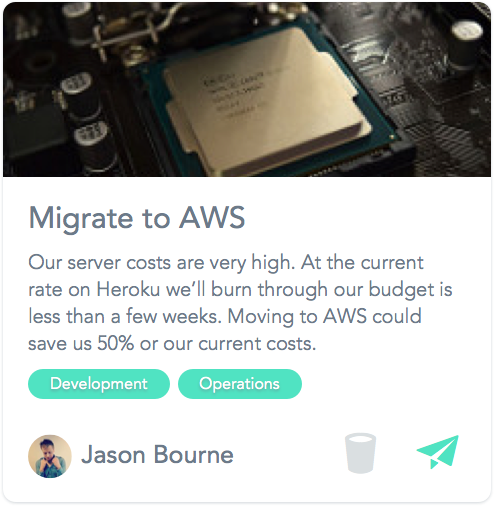 Migrate to AWS
Our server costs are very high. At the current
rate on Heroku we’ll burn through our budget is
less than a few weeks. Moving to AWS could
save us 50% or our current costs.
Development Operations
Jason Bourne